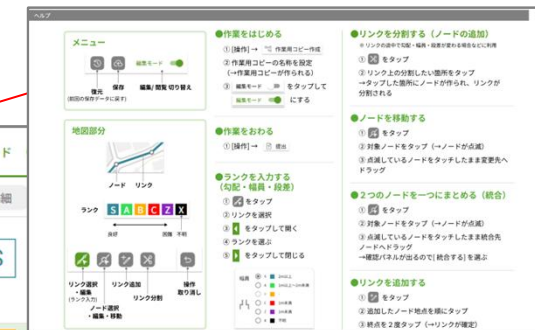 ヘルプ
メニュー
編集モード
復元
(前回の保存データに戻す)
保存
編集/閲覧 切り替え
地図部分
ノード リンク
ランク S A B C Z X
良好 困難 不明
リンク選択
・編集
(ランク入力)
リンク追加
操作
取り消し
ノード選択
・編集・移動
リンク分割
●作業をはじめる
①[操作]→ 作業用コピー作成
②作業用コピーの名称を設定
(→作業用コピーが作られる)
③ 編集モード をタップして
編集モード にする
●作業をおわる
①[操作]→ 提出
●ランクを入力する
(勾配・幅員・段差)
① をタップ
②リンクを選択
③ をタップして開く
④ランクを選ぶ
⑤ をタップして閉じる
幅員
S
A
B
C
Z
X 不明
●リンクを分割する(ノードの追加)
※リンクの途中で勾配・幅員・段差が変わる場合などに利用
① をタップ
②リンク上の分割したい箇所をタップ
→タップした箇所にノードが作られ、リンクが
分割される
●ノードを移動する
① をタップ
②対象ノードをタップ(→ノードが点滅)
③点滅しているノードをタッチしたまま変更先へ
ドラッグ
●2つのノードを一つにまとめる(統合)
① をタップ
②対象ノードをタップ(→ノードが点滅)
③点滅しているノードをタッチしたまま統合先
ノードへドラッグ
→確認パネルが出るので[統合する]を選ぶ
●リンクを追加する
① をタップ
②追加したノード地点を順にタップ
③終点を2度タップ(→リンクが確定)
ド
細
S